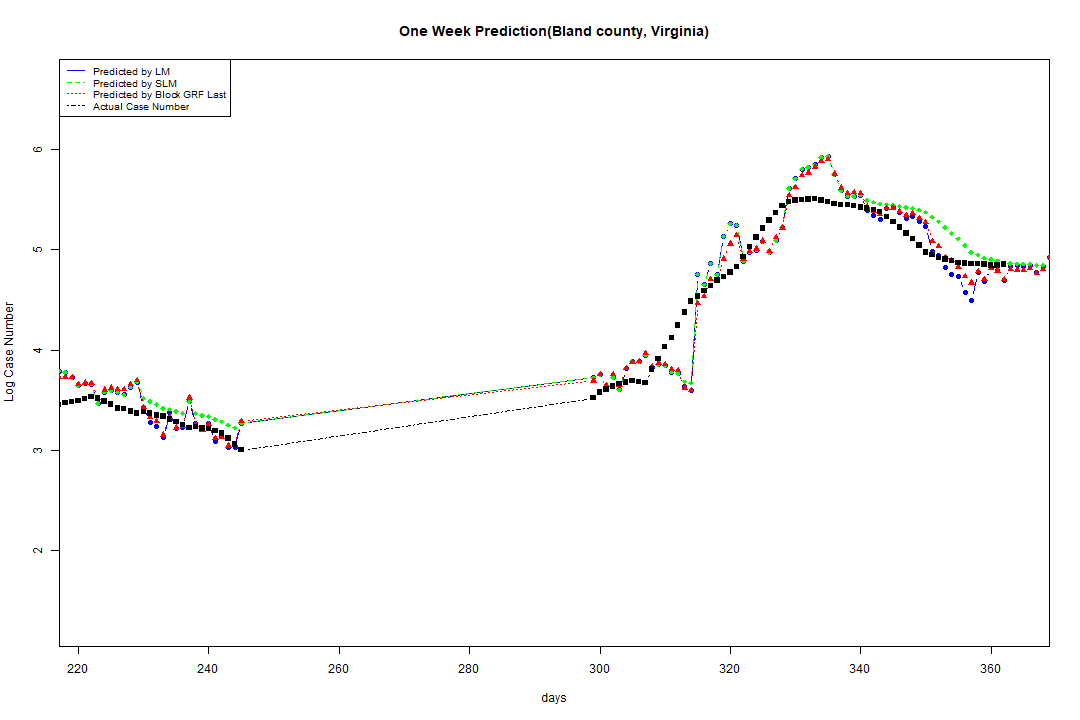 One Week Prediction(Bland county, Virginia)
Predicted by LM
Predicted by SLM
Predicted by Block GRF Last
Actual Case Number
6
5
4
3
2
Log Case Number
220 240 260 280 300 320 340 360
days